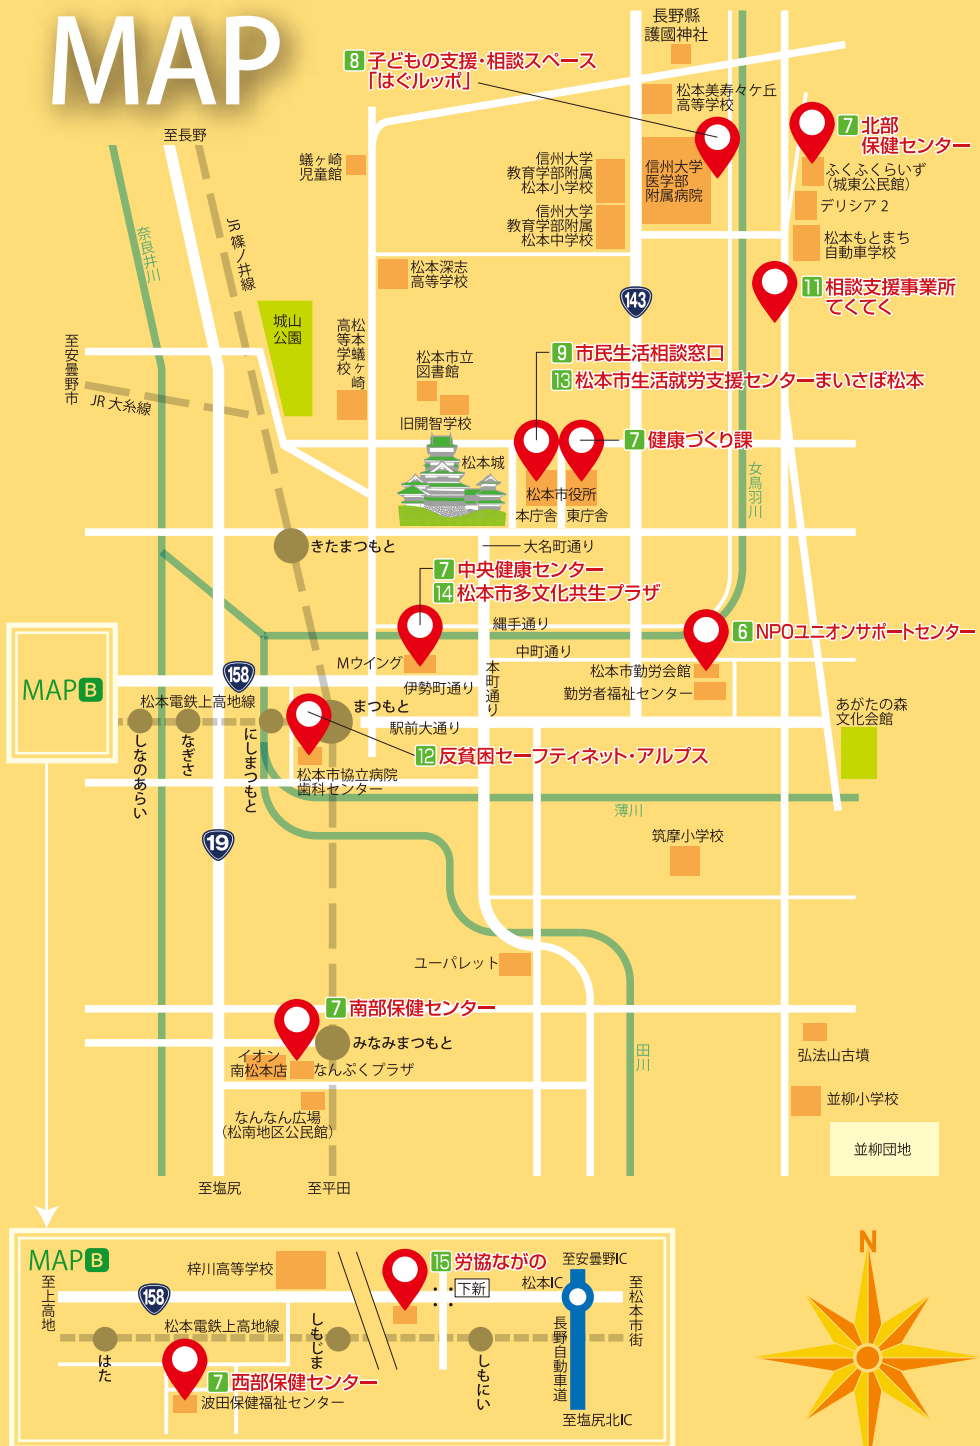 MAP
長野縣
護國神社
8 子どもの支援・相談スペース
「はぐルッポ」
松本美寿々ケ丘
高等学校
7 北部
保健センター
至長野
蟻ヶ崎
児童館
信州大学
教育学部附属
松本小学校
信州大学
医学部
附属病院
ふくふくらいず
(城東公民館)
デリシア 2
信州大学
教育学部附属
松本中学校
奈良井川
JR 篠ノ井線
松本もとまち
自動車学校
松本深志
高等学校
143
11 相談支援事業所
てくてく
城山
公園
松本蟻ヶ崎
高等学校
至安曇野市
JR 大糸線
松本市立
図書館
9 市民生活相談窓口
13 松本市生活就労支援センターまいさぽ松本
旧開智学校
7 健康づくり課
松本城
女鳥羽川
松本市役所
本庁舎
東庁舎
きたまつもと
大名町通り
7 中央健康センター
14 松本市多文化共生プラザ
縄手通り
6 NPOユニオンサポートセンター
中町通り
Mウイング
本町通り
松本市勤労会館
158
MAP B
伊勢町通り
勤労者福祉センター
松本電鉄上高地線
まつもと
駅前大通り
あがたの森
文化会館
しなのあらい
なぎさ
にしまつもと
12 反貧困セーフティネット・アルプス
松本市協立病院
歯科センター
薄川
19
筑摩小学校
ユーパレット
7 南部保健センター
みなみまつもと
イオン
南松本店
なんぷくプラザ
田川
弘法山古墳
なんなん広場
(松南地区公民館)
並柳小学校
並柳団地
至塩尻
至平田
MAP B
梓川高等学校
15 労協ながの
至安曇野IC
至上高地
158
下新
松本IC
至松本市街
松本電鉄上高地線
しもじま
長野自動車道
はた
しもにい
7 西部保健センター
波田保健福祉センター
至塩尻北IC
N